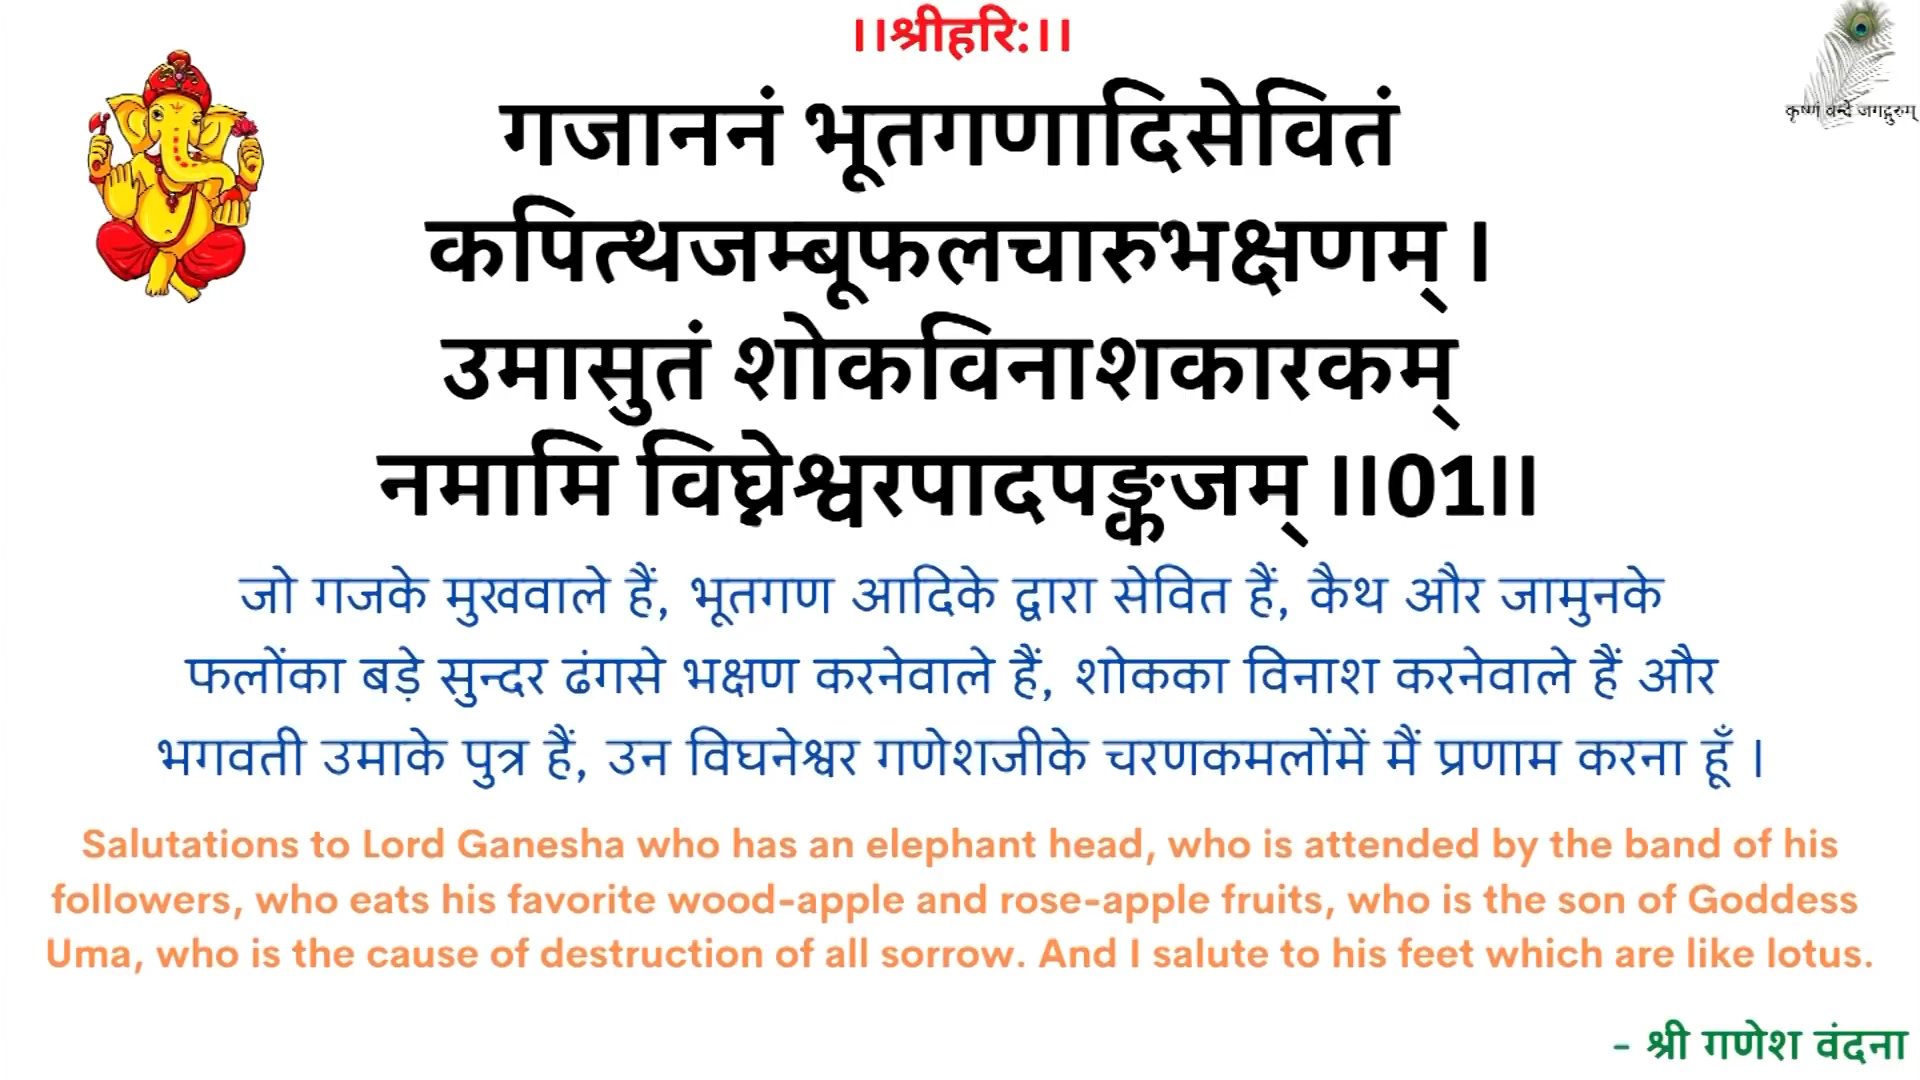 ।।श्रीहरि:।।
कृष्णं वन्दे जगद्गुरुम्
गजाननं भूतगणादिसेवितं
कपित्थजम्बूफलचारुभक्षणम् ।
उमासुतं शोकविनाशकारकम्
नमामि विघ्नेश्वरपादपङ्कजम् ।।01।।
जो गजके मुखवाले हैं, भूतगण आदिके द्वारा सेवित हैं, कैथ और जामुनके
फलोंका बड़े सुन्दर ढंगसे भक्षण करनेवाले हैं, शोकका विनाश करनेवाले हैं और
भगवती उमाके पुत्र हैं, उन विघनेश्वर गणेशजीके चरणकमलोंमें मैं प्रणाम करना हूँ ।
Salutations to Lord Ganesha who has an elephant head, who is attended by the band of his
followers, who eats his favorite wood-apple and rose-apple fruits, who is the son of Goddess
Uma, who is the cause of destruction of all sorrow. And I salute to his feet which are like lotus.
- श्री गणेश वंदना